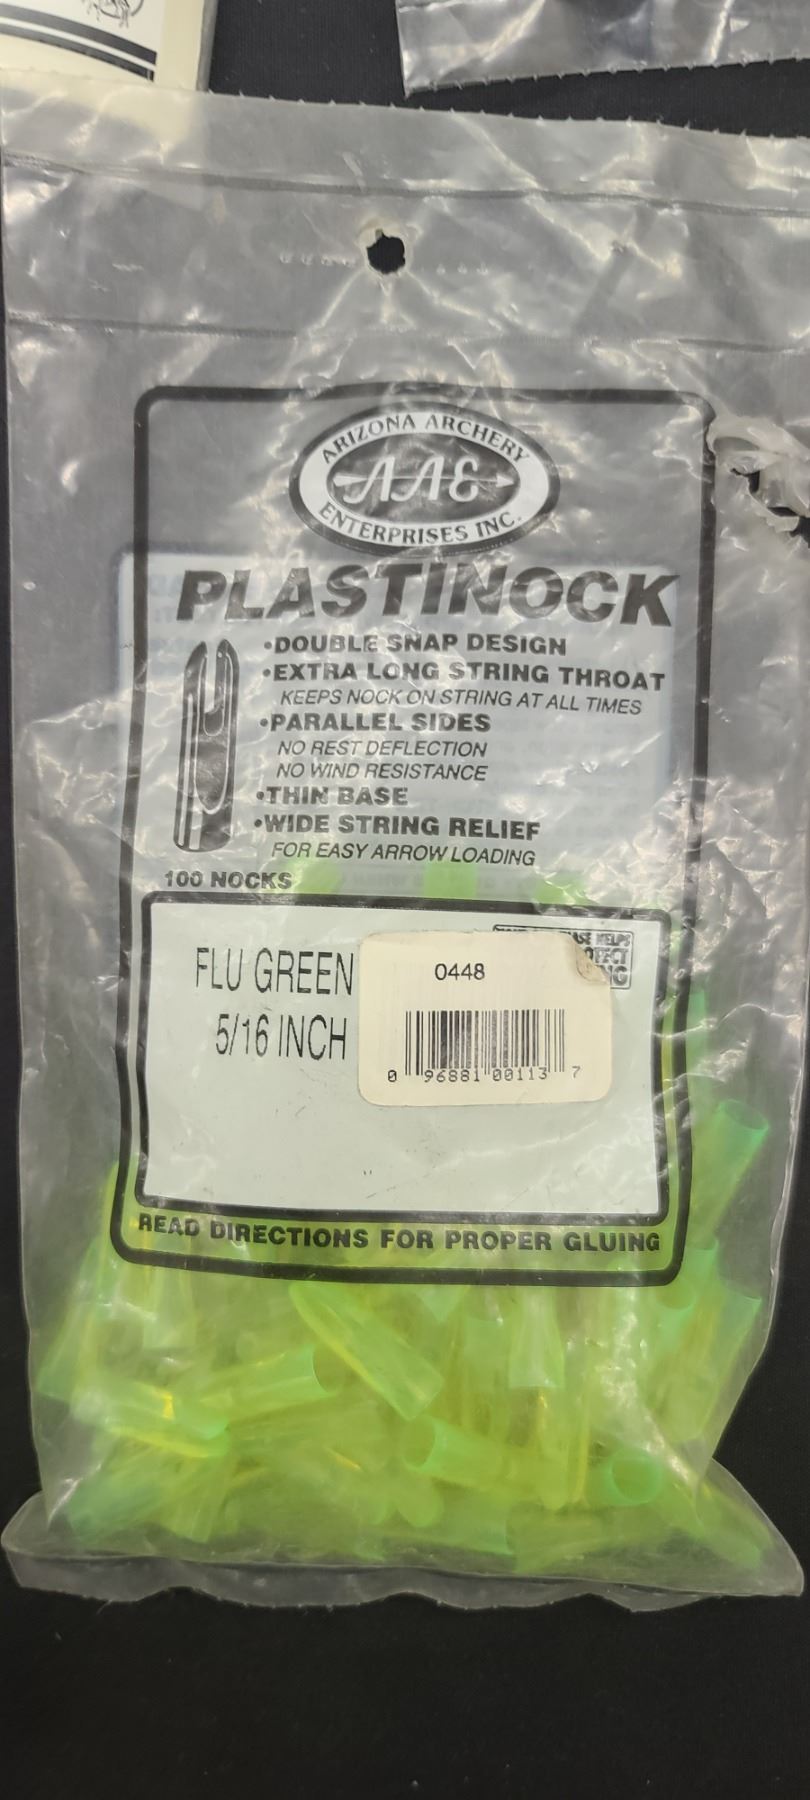 ARIZONA ARCHERY
AAE
ENTERPRISES INC.
PLASTINOCK
•DOUBLE SNAP DESIGN
•EXTRA LONG STRING THROAT
KEEPS NOCK ON STRING AT ALL TIMES
•PARALLEL SIDES
NO REST DEFLECTION
NO WIND RESISTANCE
•THIN BASE
•WIDE STRING RELIEF
FOR EASY ARROW LOADING
100 NOCKS
HELPS
FLU GREEN
5/16 INCH
0448
0 96881 00113 7
READ DIRECTIONS FOR PROPER GLUING